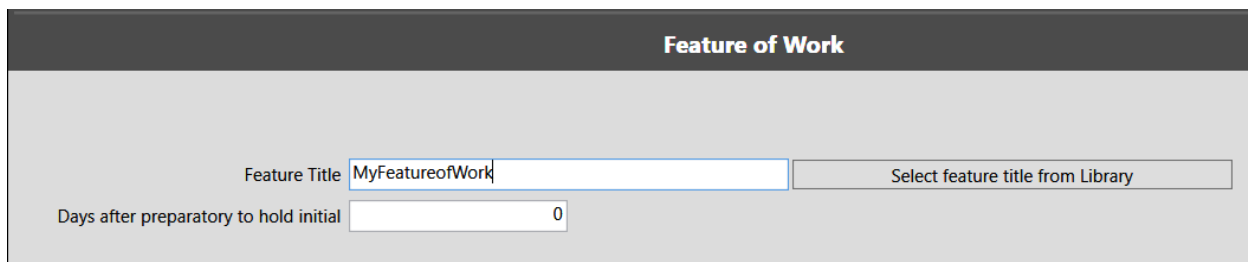 Feature of Work
Feature Title MyFeatureofWork Select feature title from Library
Days after preparatory to hold initial 0